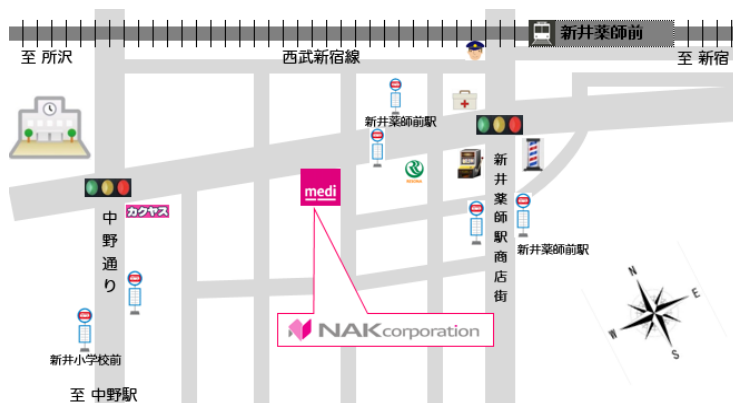 新井薬師前
至 所沢
西武新宿線
至 新宿
新井薬師前駅
medi
カクヤス
中野通り
新井薬師駅商店街
新井薬師前駅
N
E
W
S
NAKcorporation
新井小学校前
至 中野駅